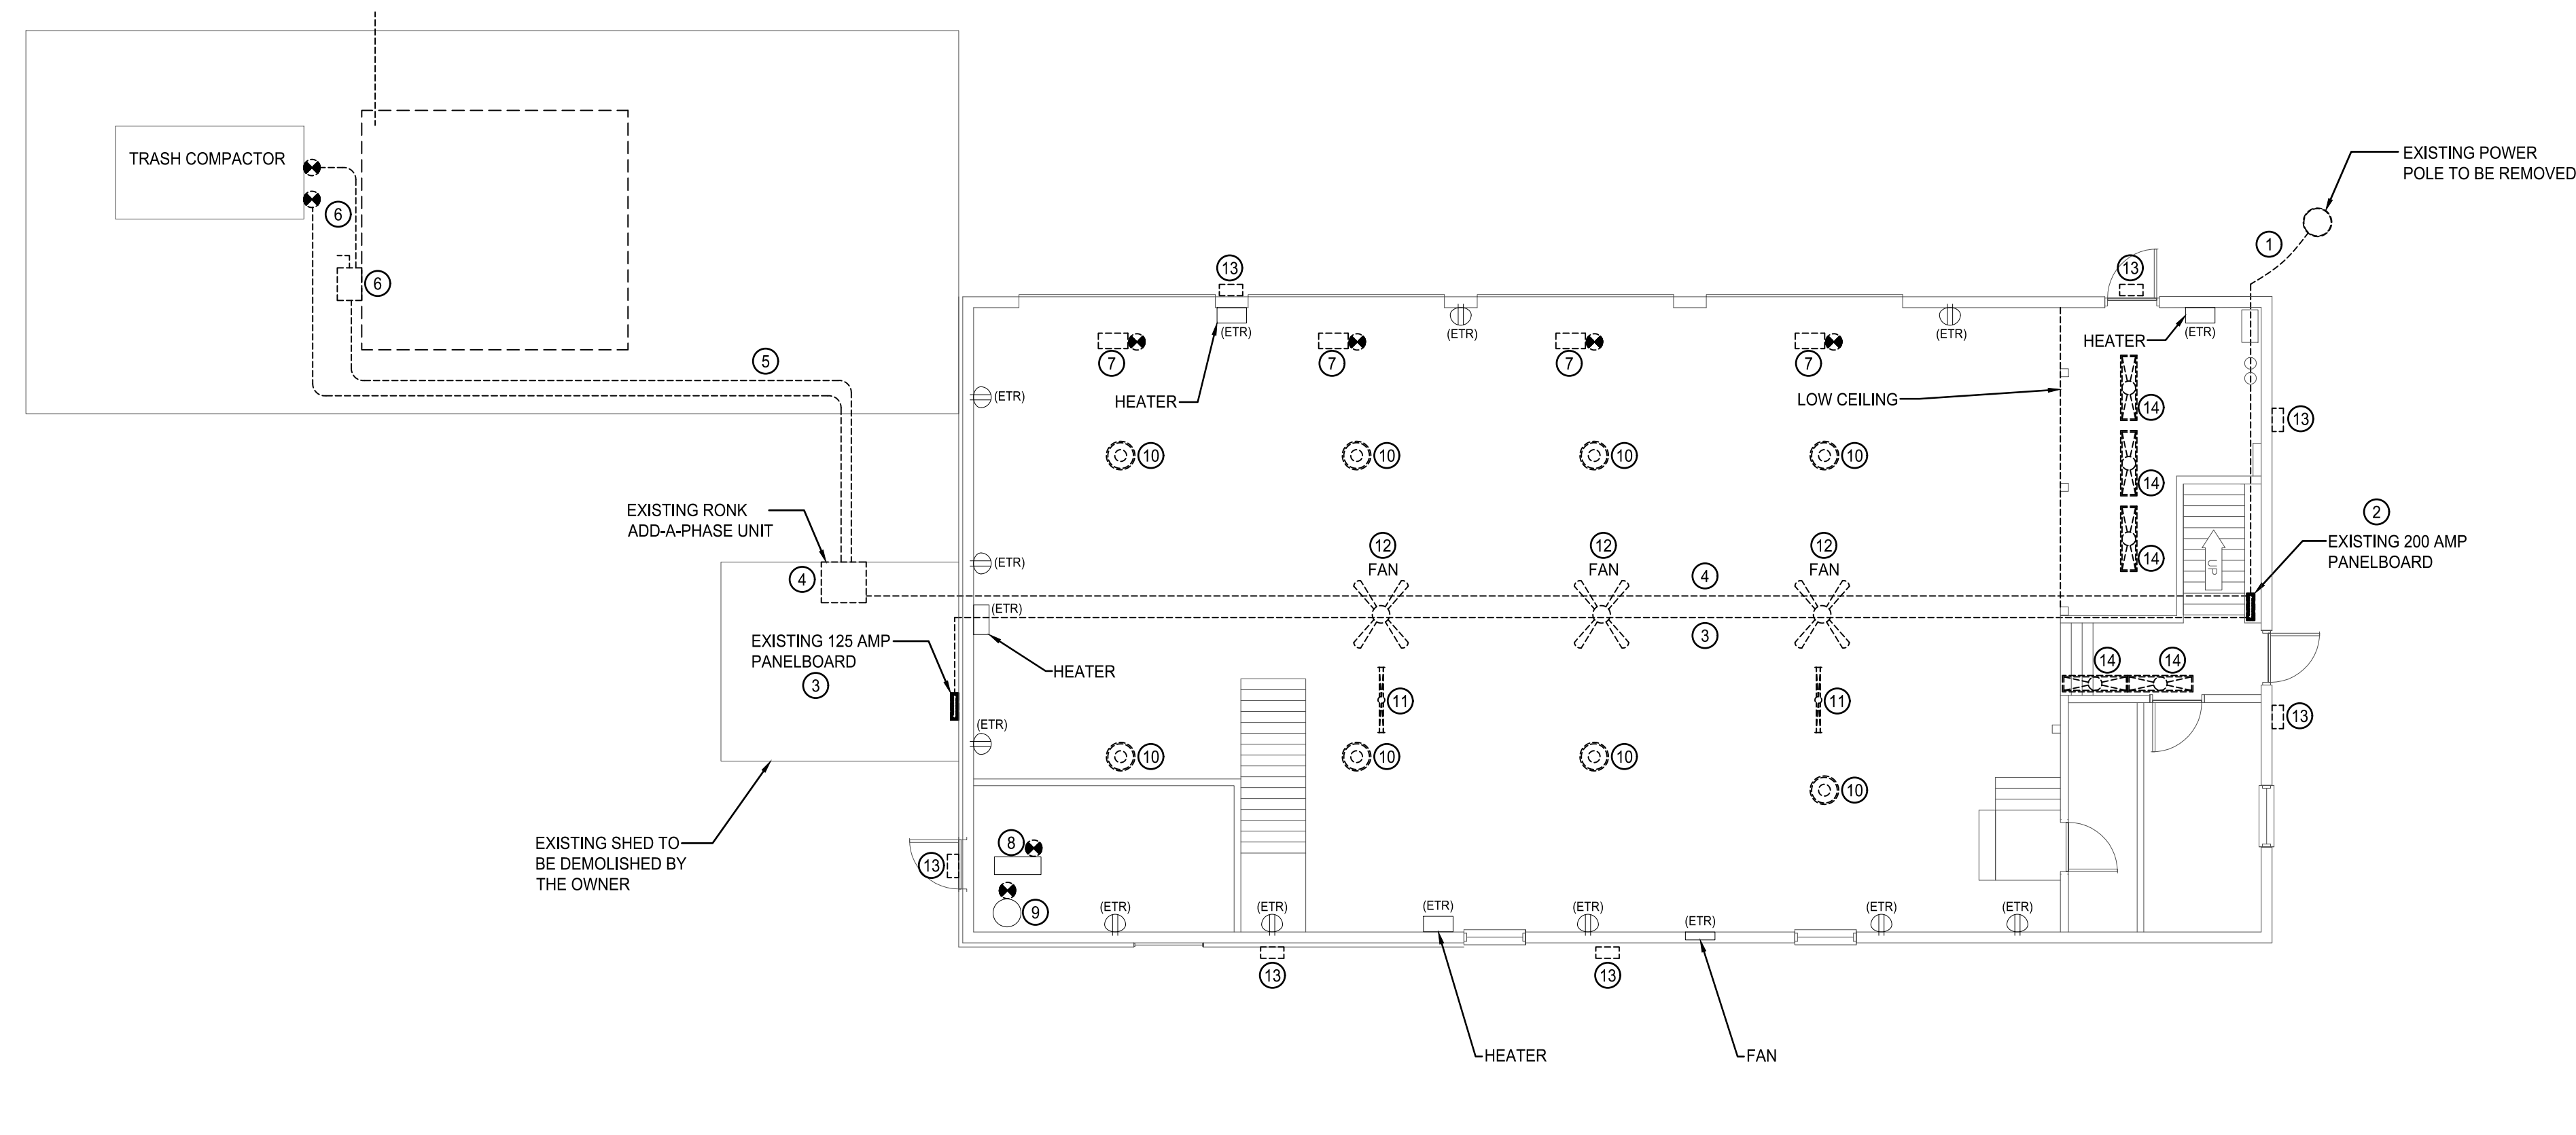 TRASH COMPACTOR
6
6
5
EXISTING POWER
POLE TO BE REMOVED
1
13
13
(ETR)
(ETR)
(ETR)
(ETR)
HEATER
7
7
7
7
HEATER
LOW CEILING
(ETR)
14
13
10
10
10
10
14
EXISTING RONK
ADD-A-PHASE UNIT
2
EXISTING 200 AMP
PANELBOARD
12
FAN
12
FAN
12
FAN
14
UP
(ETR)
4
4
(ETR)
3
EXISTING 125 AMP
PANELBOARD
3
HEATER
14
14
11
11
13
(ETR)
10
10
10
10
EXISTING SHED TO
BE DEMOLISHED BY
THE OWNER
8
13
9
(ETR)
(ETR)
(ETR)
(ETR)
(ETR)
(ETR)
(ETR)
13
13
HEATER
FAN